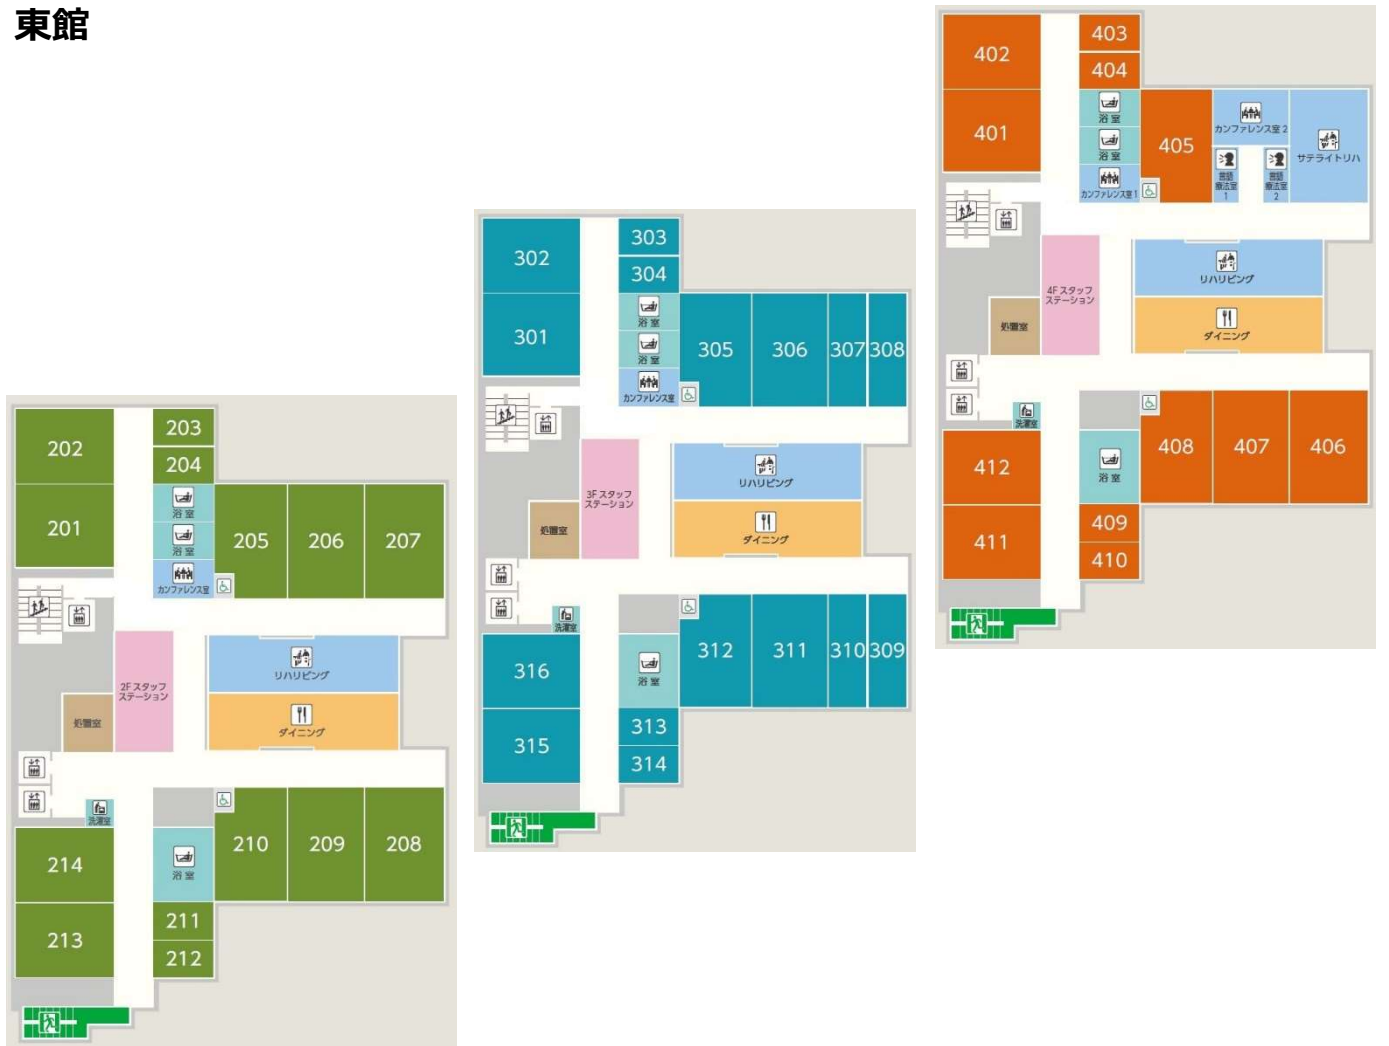 東館
402
403
404
401
浴室
浴室
カンファレンス室1
405
カンファレンス室2
言語
療法室
1
言語
療法室
2
サテライトリハ
4F スタッフ
ステーション
リハリビング
処置室
ダイニング
洗濯室
412
浴室
408
407
406
411
409
410
302
303
304
301
浴室
浴室
カンファレンス室
305
306
307
308
3F スタッフ
ステーション
リハリビング
処置室
ダイニング
洗濯室
316
浴室
312
311
310
309
315
313
314
202
203
204
201
浴室
浴室
カンファレンス室
205
206
207
2F スタッフ
ステーション
リハリビング
処置室
ダイニング
洗濯室
214
浴室
210
209
208
213
211
212